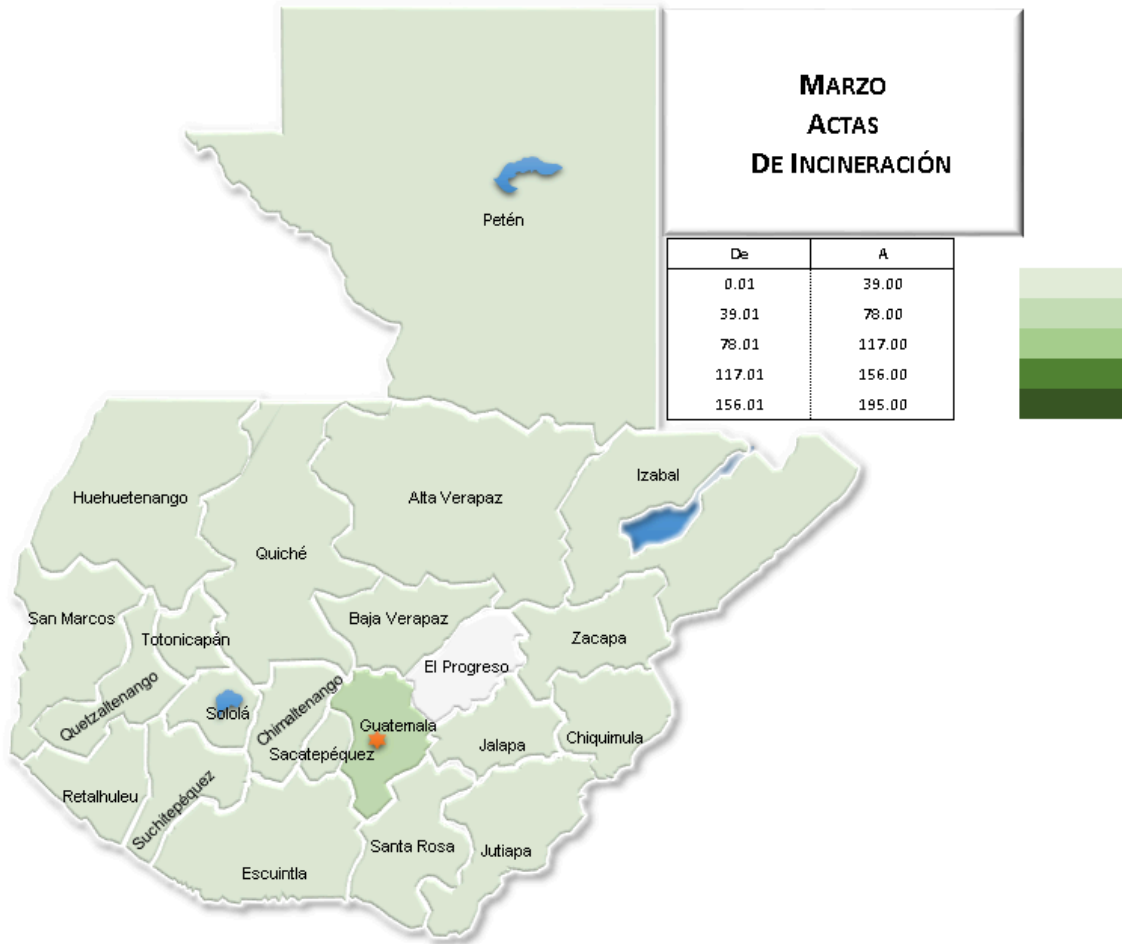 MARZO
ACTAS
DE INCINERACIÓN
Petén
De A
0.01 39.00
39.01 78.00
78.01 117.00
117.01 156.00
156.01 195.00
Izabal
Huehuetenango
Alta Verapaz
Quiché
San Marcos
Baja Verapaz
Totonicapán
Zacapa
El Progreso
Quetzaltenango
Sololá
Chimaltenango
Guatemala
Chiquimula
Jalapa
Sacatepéquez
Retalhuleu
Suchitepéquez
Santa Rosa
Jutiapa
Escuintla